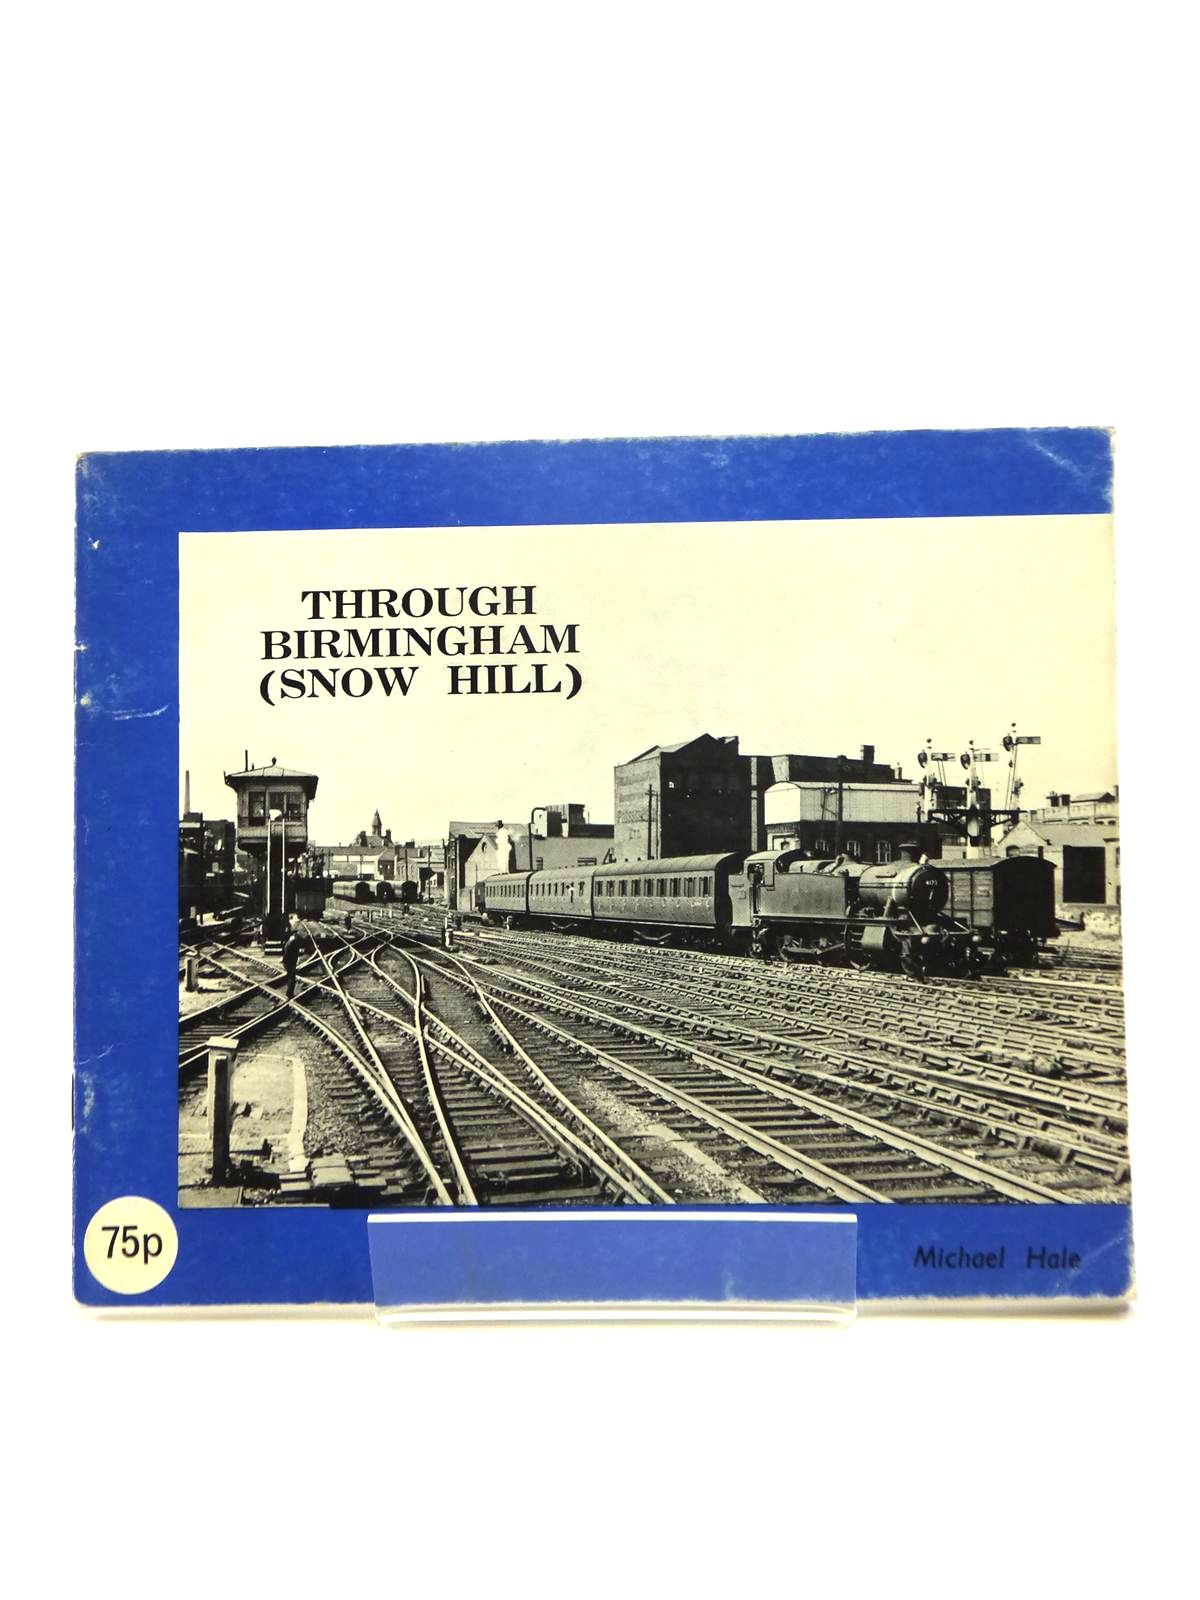 THROUGH
BIRMINGHAM
(SNOW HILL)
75p
Michael Hale